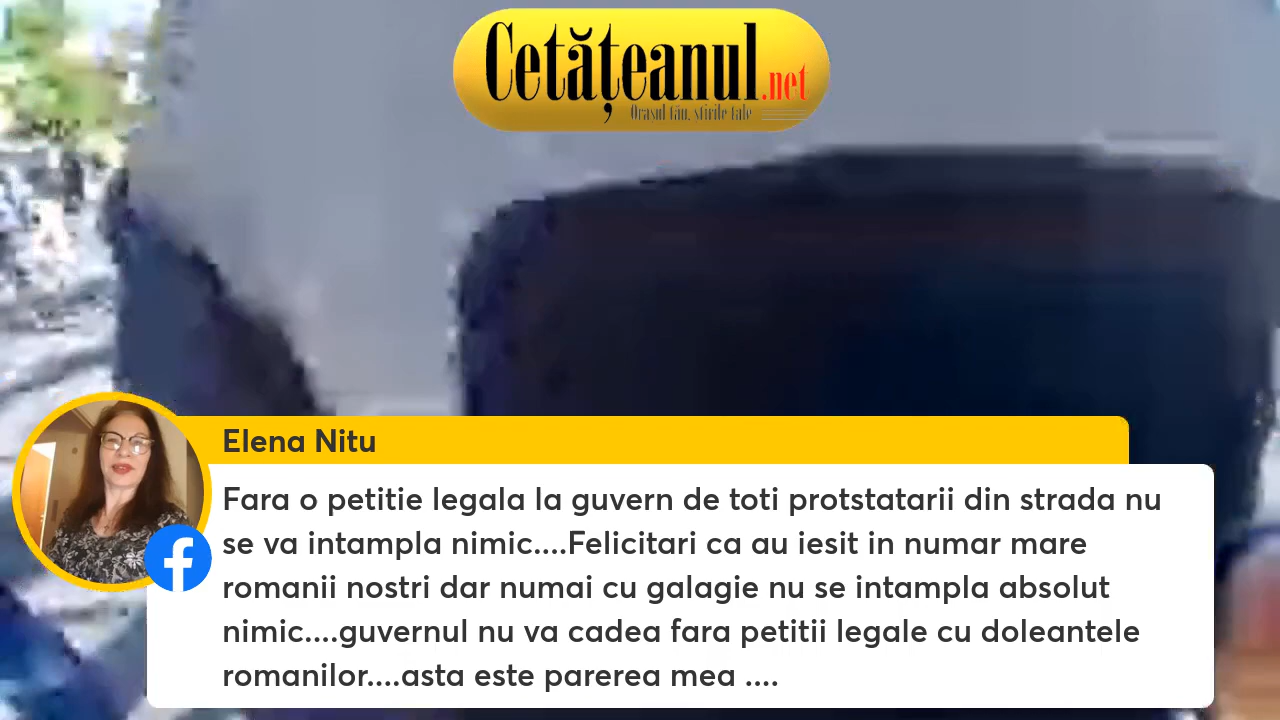 Cetățeanul.net
Orașul tău, știrile tale
Elena Nitu
Fara o petitie legala la guvern de toti protstatarii din strada nu
se va intampla nimic....Felicitari ca au iesit in numar mare
romanii nostri dar numai cu galagie nu se intampla absolut
nimic....guvernul nu va cadea fara petitii legale cu doleantele
romanilor....asta este parerea mea ....